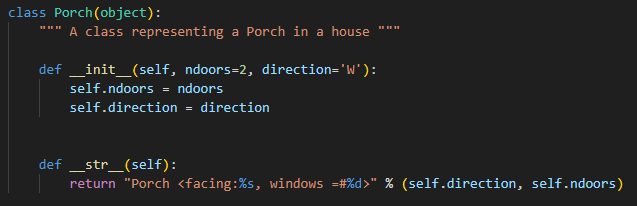 class Porch(object):
    """ A class representing a Porch in a house """
    def __init__(self, ndoors=2, direction='W'):
        self.ndoors = ndoors
        self.direction = direction
    def __str__(self):
        return "Porch <facing:%s, windows =#%d>" % (self.direction, self.ndoors)